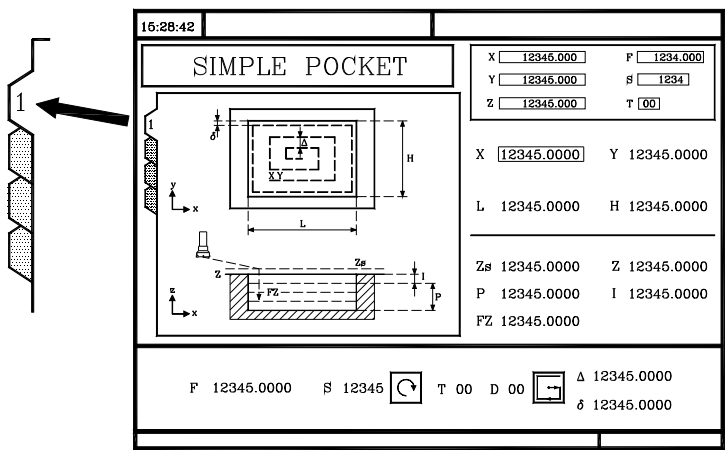 15:28:42
SIMPLE POCKET
X 12345.000 F 1234.000
Y 12345.000 S 1234
Z 12345.000 T 00
1
1
δ
Δ
H
X,Y
y
x
L
Zs
Z
I
FZ
P
z
x
X 12345.0000 Y 12345.0000
L 12345.0000 H 12345.0000
Zs 12345.0000 Z 12345.0000
P 12345.0000 I 12345.0000
FZ 12345.0000
F 12345.0000 S 12345 T 00 D 00 Δ 12345.0000
δ 12345.0000